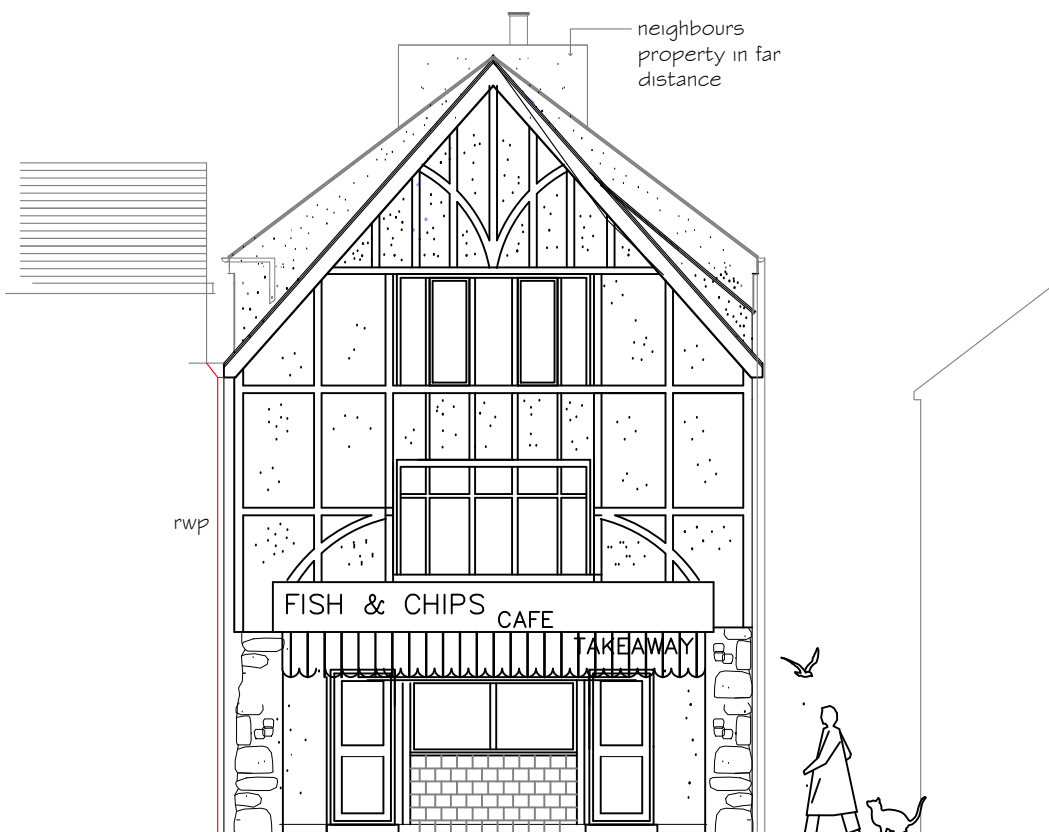 neighbours
property in far
distance
rwp
FISH & CHIPS
CAFE
TAKEAWAY